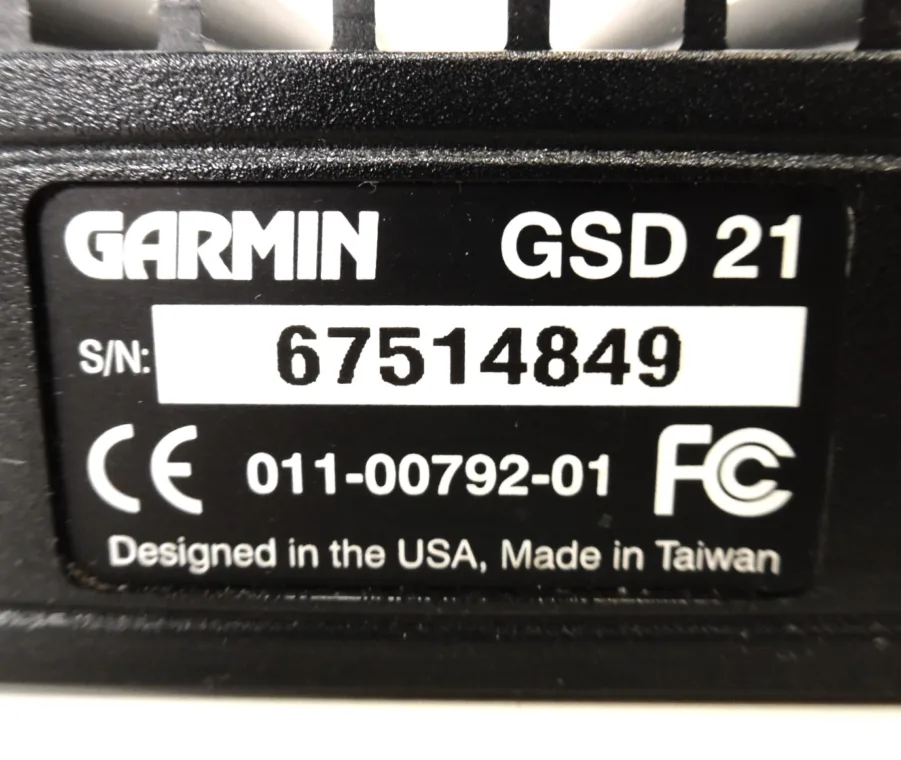 GARMIN GSD 21
S/N: 67514849
CE 011-00792-01 FC
Designed in the USA, Made in Taiwan